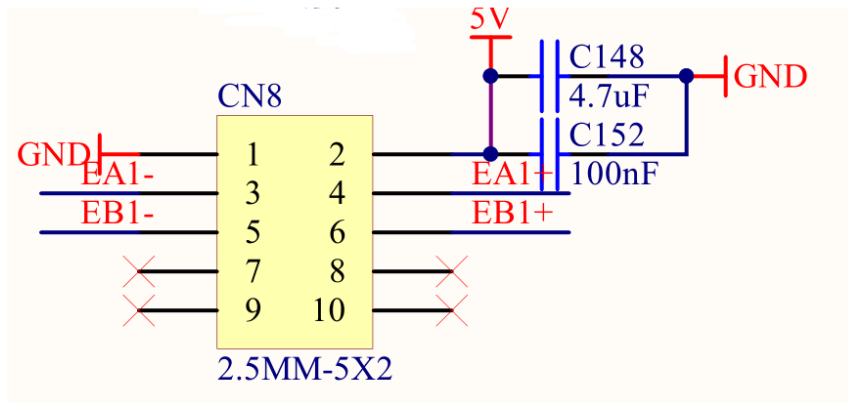 5V
C148
GND
4.7uF
CN8
C152
GND
1 2
EA1-
EA1+
100nF
3 4
EB1-
EB1+
5 6
7 8
9 10
2.5MM-5X2